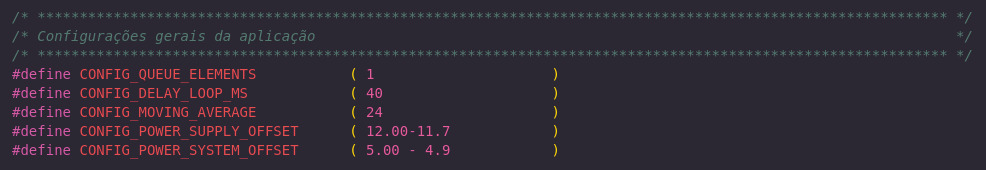 /* ************************************************************************************************************ */
/* Configurações gerais da aplicação                                                                            */
/* ************************************************************************************************************ */
#define CONFIG_QUEUE_ELEMENTS           ( 1                     )
#define CONFIG_DELAY_LOOP_MS            ( 40                    )
#define CONFIG_MOVING_AVERAGE           ( 24                    )
#define CONFIG_POWER_SUPPLY_OFFSET      ( 12.00-11.7            )
#define CONFIG_POWER_SYSTEM_OFFSET      ( 5.00 - 4.9            )